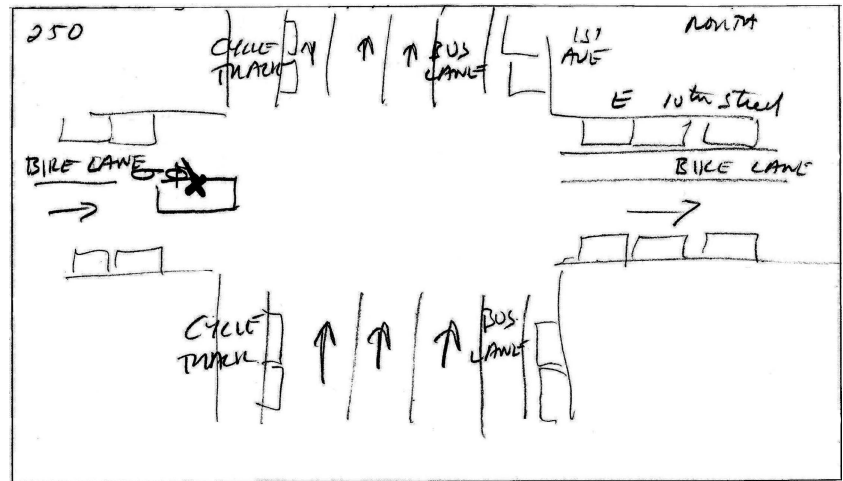 250
CYCLE
TRACK
BUS
LANE
1ST
AVE
NORTH
E 10th Street
BIKE LANE
BIKE LANE
CYCLE
TRACK
BUS
LANE